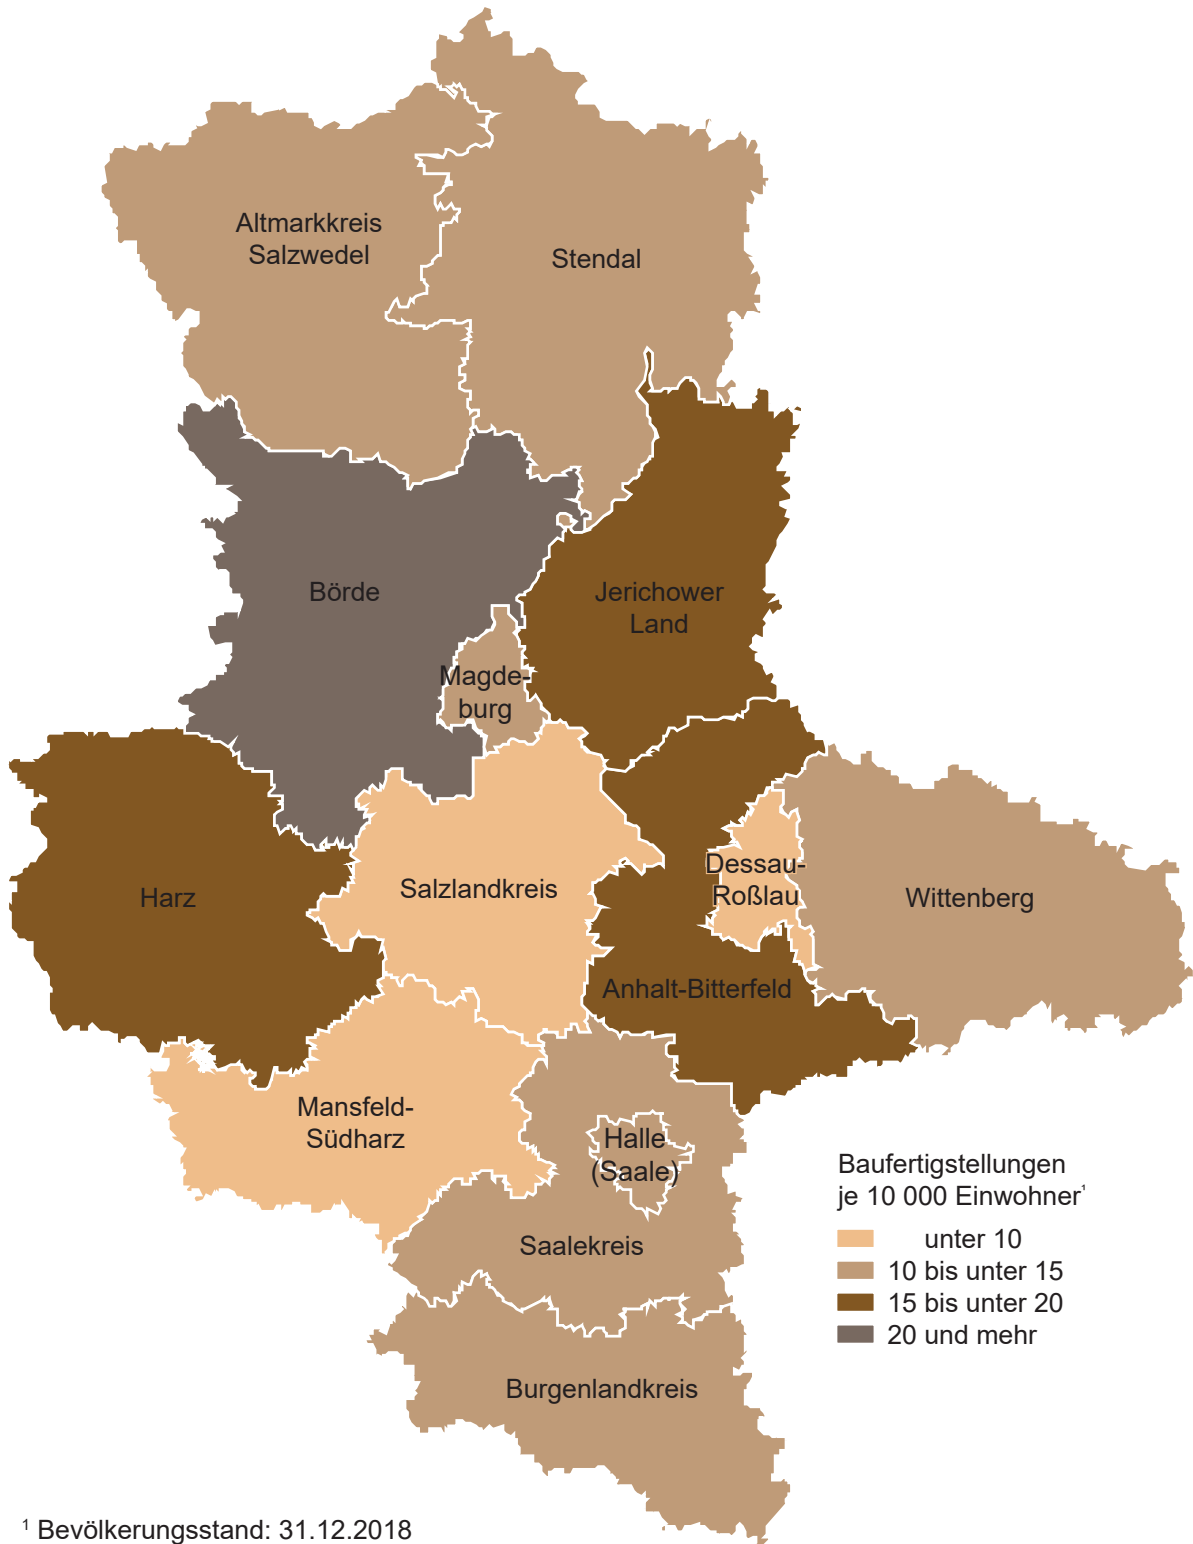 Altmarkkreis
Salzwedel
Stendal
Börde
Jerichower
Land
Magde-
burg
Harz
Salzlandkreis
Dessau-
Roßlau
Wittenberg
Anhalt-Bitterfeld
Mansfeld-
Südharz
Halle
(Saale)
Saalekreis
Burgenlandkreis
Baufertigstellungen
je 10 000 Einwohner¹
unter 10
10 bis unter 15
15 bis unter 20
20 und mehr
¹ Bevölkerungsstand: 31.12.2018